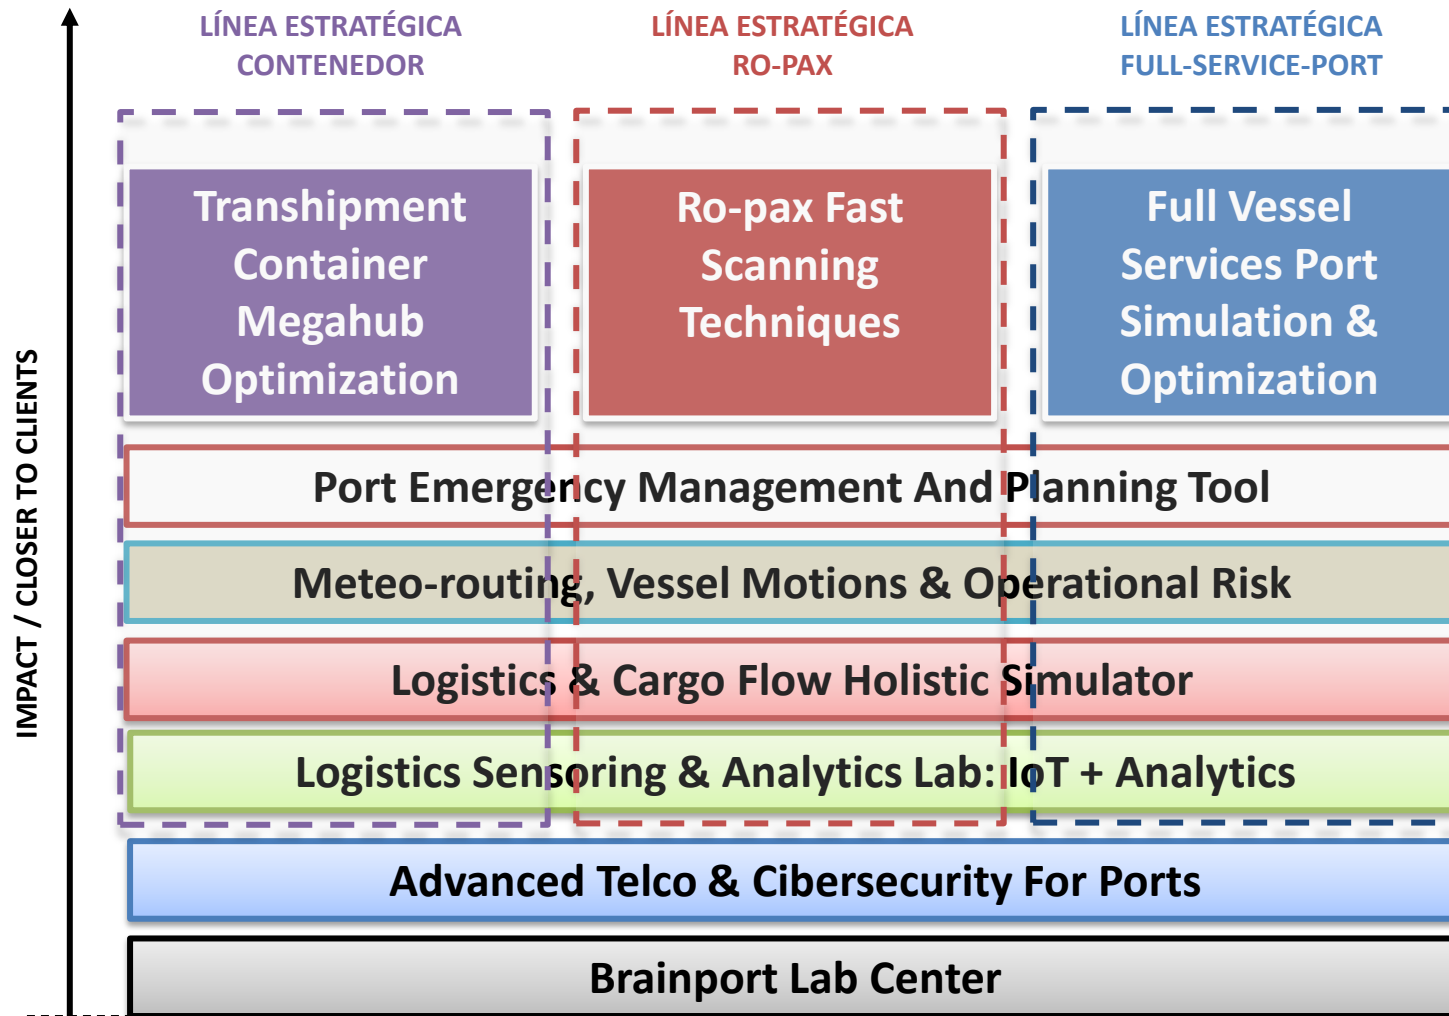 LÍNEA ESTRATÉGICA
CONTENEDOR
LÍNEA ESTRATÉGICA
RO-PAX
LÍNEA ESTRATÉGICA
FULL-SERVICE-PORT
Transhipment
Container
Megahub
Optimization
Ro-pax Fast
Scanning
Techniques
Full Vessel
Services Port
Simulation &
Optimization
IMPACT / CLOSER TO CLIENTS
Port Emergency Management And Planning Tool
Meteo-routing, Vessel Motions & Operational Risk
Logistics & Cargo Flow Holistic Simulator
Logistics Sensoring & Analytics Lab: IoT + Analytics
Advanced Telco & Cibersecurity For Ports
Brainport Lab Center